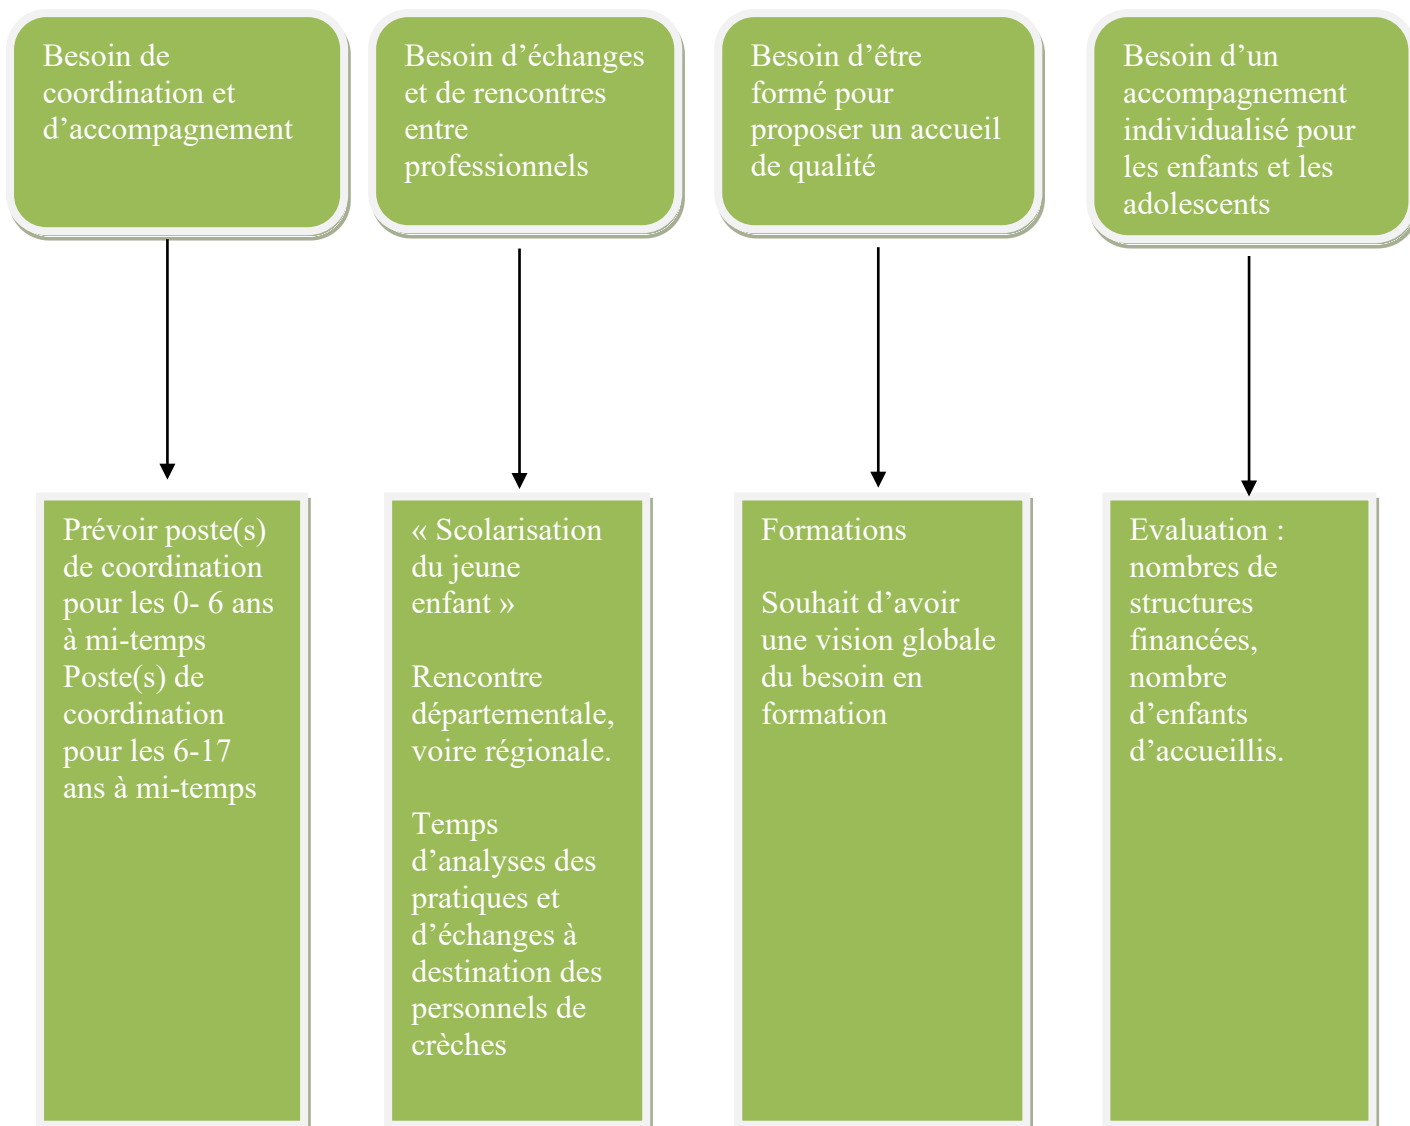 Besoin de
coordination et
d’accompagnement
Besoin d’échanges
et de rencontres
entre
professionnels
Besoin d’être
formé pour
proposer un accueil
de qualité
Besoin d’un
accompagnement
individualisé pour
les enfants et les
adolescents
Prévoir poste(s)
de coordination
pour les 0- 6 ans
à mi-temps
Poste(s) de
coordination
pour les 6-17
ans à mi-temps
« Scolarisation
du jeune
enfant »
Rencontre
départementale,
voire régionale.
Temps
d’analyses des
pratiques et
d’échanges à
destination des
personnels de
crèches
Formations
Souhait d’avoir
une vision globale
du besoin en
formation
Evaluation :
nombres de
structures
financées,
nombre
d’enfants
d’accueillis.